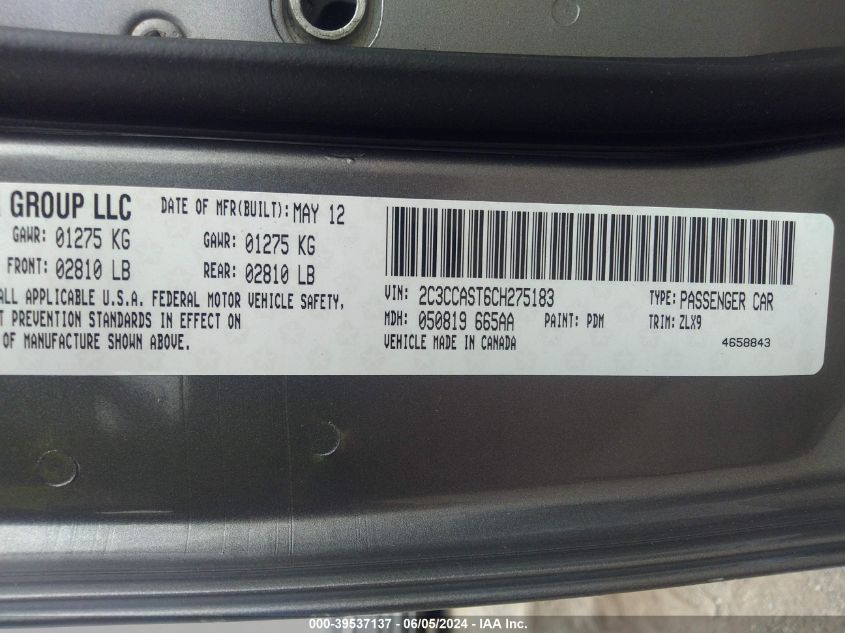 GROUP LLC DATE OF MFR(BUILT): MAY 12
GAWR: 01275 KG GAWR: 01275 KG
FRONT: 02810 LB REAR: 02810 LB
ALL APPLICABLE U.S.A. FEDERAL MOTOR VEHICLE SAFETY,
T PREVENTION STANDARDS IN EFFECT ON
OF MANUFACTURE SHOWN ABOVE.
VIN: 2C3CCAST6CH275183 TYPE: PASSENGER CAR
MDH: 050819 665AA PAINT: PDM TRIM: ZLX9
VEHICLE MADE IN CANADA 4658843
000-39537137 - 06/05/2024 - IAA Inc.